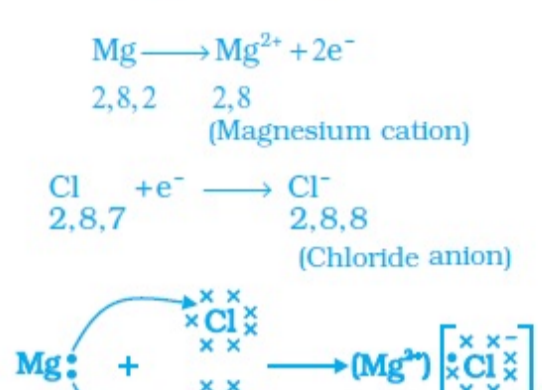 Mg ⟶ Mg²⁺ + 2e⁻
2,8,2 2,8
(Magnesium cation)
Cl +e⁻ ⟶ Cl⁻
2,8,7 2,8,8
(Chloride anion)
Cl
Mg: + ⟶ (Mg²⁺) [Cl